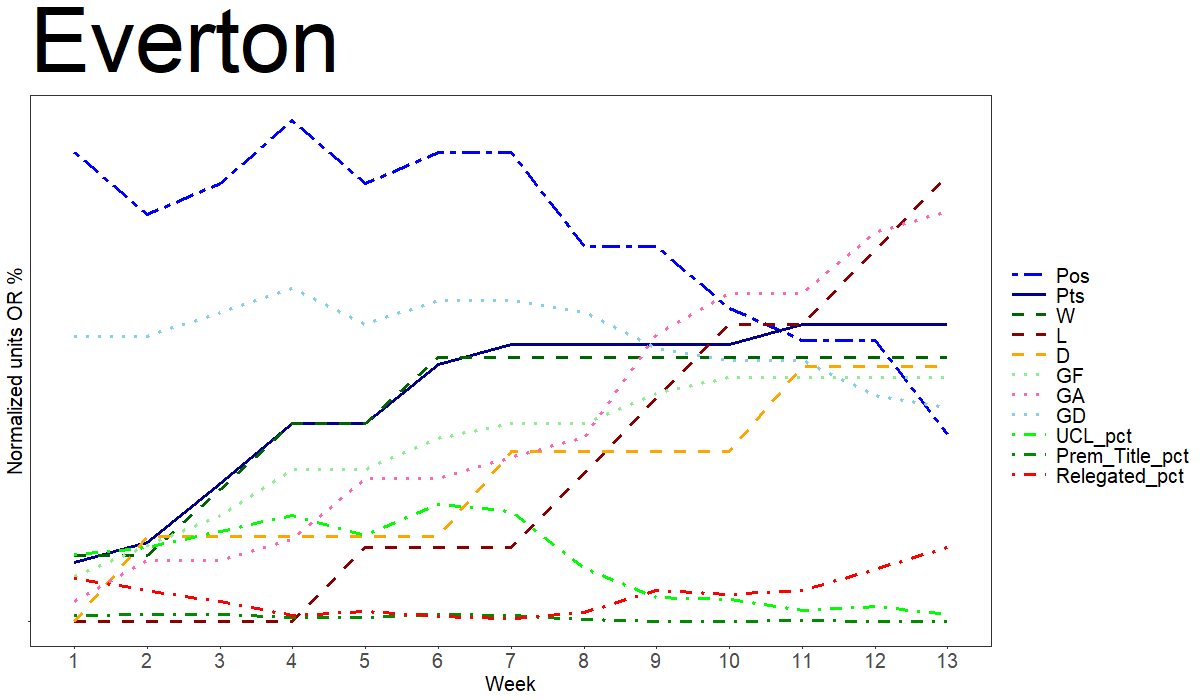 Everton
Normalized units OR %
Pos
Pts
W
L
D
GF
GA
GD
UCL_pct
Prem_Title_pct
Relegated_pct
1 2 3 4 5 6 7 8 9 10 11 12 13
Week